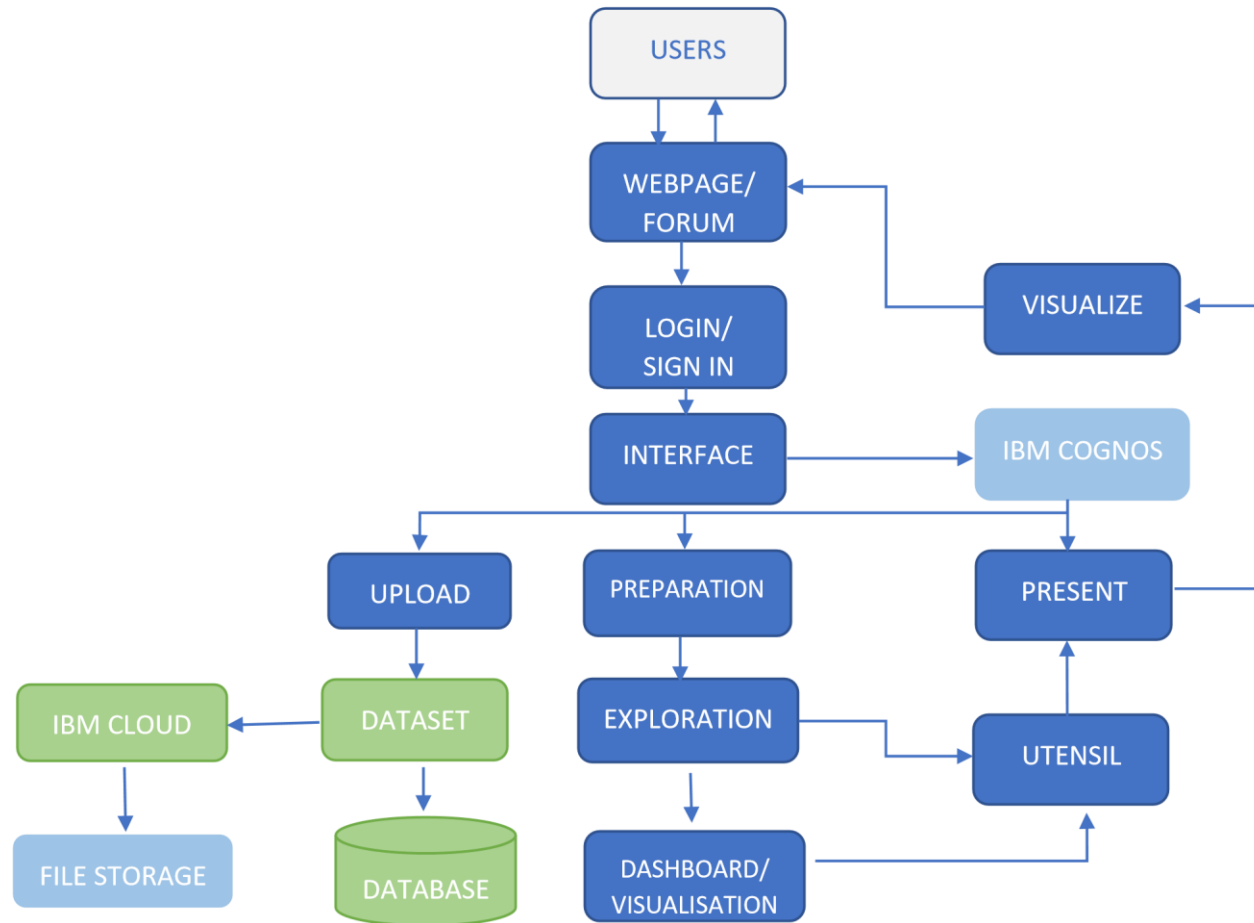 USERS
WEBPAGE/
FORUM
VISUALIZE
LOGIN/
SIGN IN
INTERFACE
IBM COGNOS
UPLOAD
PREPARATION
PRESENT
IBM CLOUD
DATASET
EXPLORATION
UTENSIL
FILE STORAGE
DATABASE
DASHBOARD/
VISUALISATION